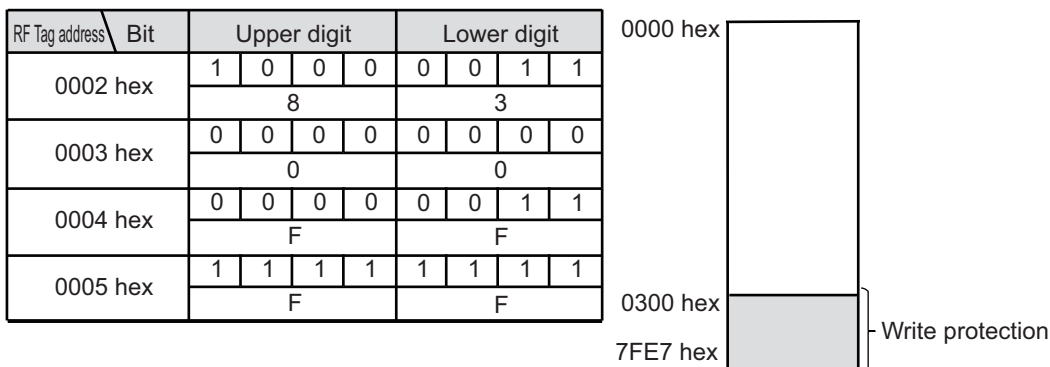 RF Tag address Bit Upper digit Lower digit
0002 hex 1 0 0 0 0 0 1 1
8 3
0003 hex 0 0 0 0 0 0 0 0
0 0
0004 hex 0 0 0 0 0 0 1 1
F F
0005 hex 1 1 1 1 1 1 1 1
F F
0000 hex
0300 hex
Write protection
7FE7 hex